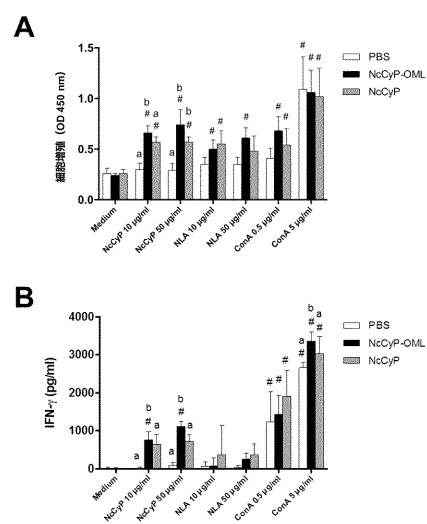 A
細胞増殖 (OD 450 nm)
1.5
1.0
0.5
0.0
a
b
#
#
a
a
b
#
b
#
# #
#
#
#
#
# #
PBS
NcCyP-OML
NcCyP
Medium
NcCyP 10 µg/ml
NcCyP 50 µg/ml
NLA 10 µg/ml
NLA 50 µg/ml
ConA 0.5 µg/ml
ConA 5 µg/ml
B
IFN-γ (pg/ml)
4000
3000
2000
1000
0
a
b
#
a
a
b
#
a
# #
#
a
#
b
#
a
#
PBS
NcCyP-OML
NcCyP
Medium
NcCyP 10 µg/ml
NcCyP 50 µg/ml
NLA 10 µg/ml
NLA 50 µg/ml
ConA 0.5 µg/ml
ConA 5 µg/ml